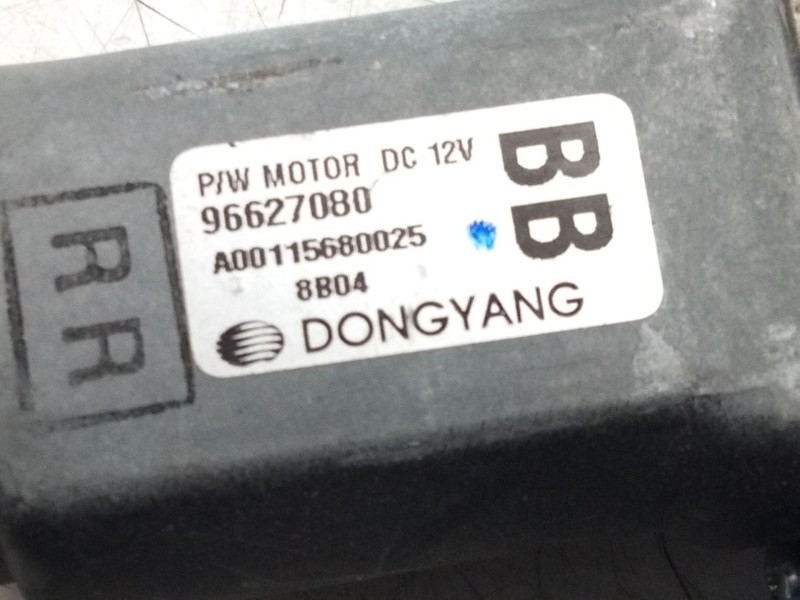 P/W MOTOR DC 12V
96627080
A00115680025
8B04
DONGYANG
BB
RR